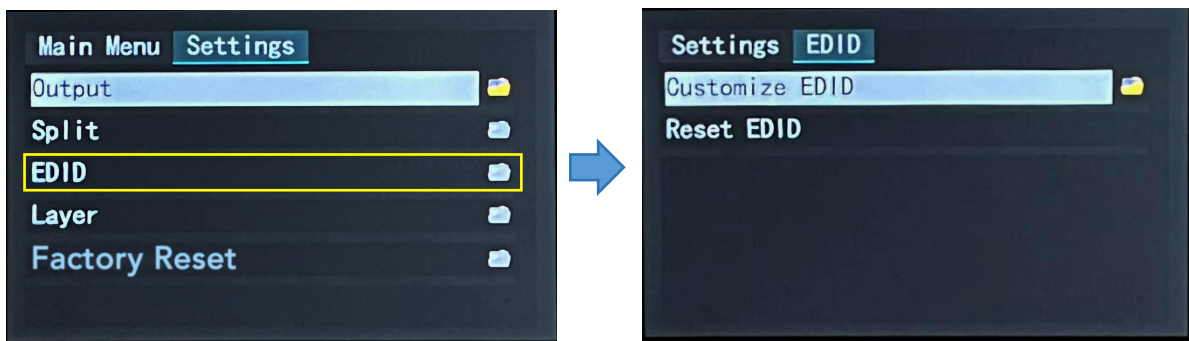 Main Menu Settings
Output
Split
EDID
Layer
Factory Reset
Settings EDID
Customize EDID
Reset EDID